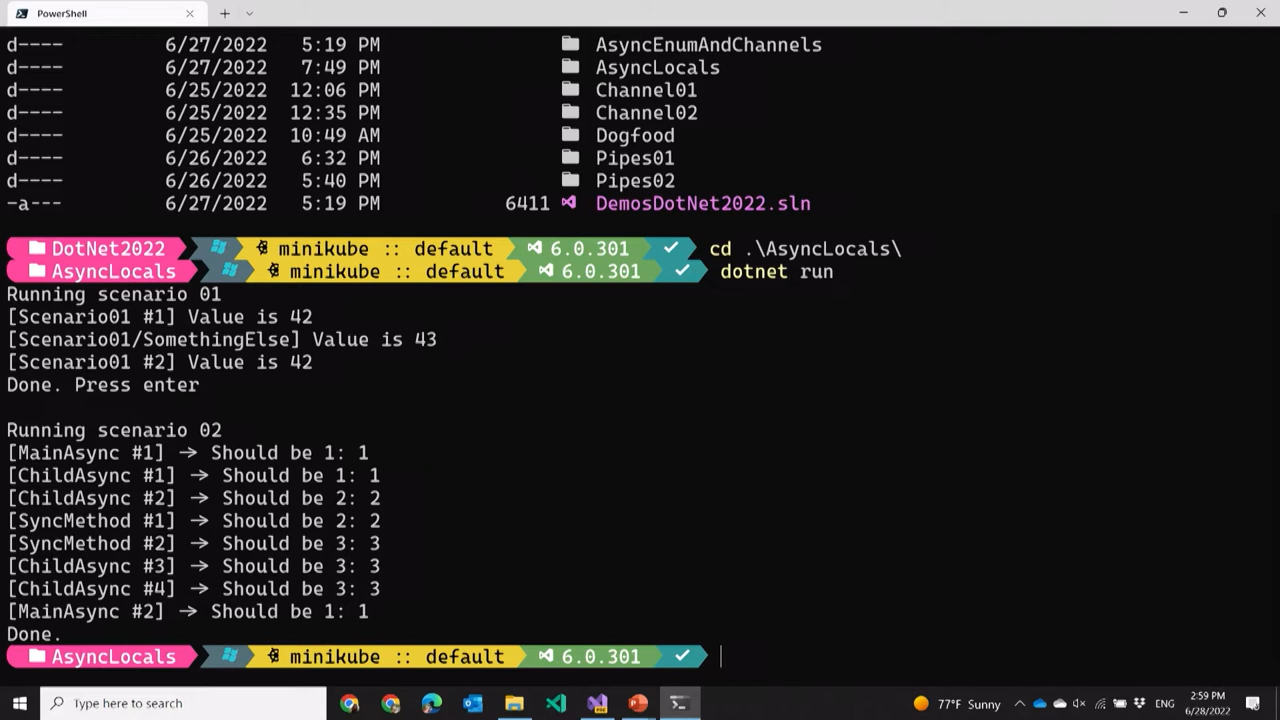 PowerShell
d---- 6/27/2022 5:19 PM AsyncEnumAndChannels
d---- 6/27/2022 7:49 PM AsyncLocals
d---- 6/25/2022 12:06 PM Channel01
d---- 6/25/2022 12:35 PM Channel02
d---- 6/25/2022 10:49 AM Dogfood
d---- 6/26/2022 6:32 PM Pipes01
d---- 6/26/2022 5:40 PM Pipes02
-a--- 6/27/2022 5:19 PM 6411 DemosDotNet2022.sln
DotNet2022 minikube :: default 6.0.301 cd .\AsyncLocals\
AsyncLocals minikube :: default 6.0.301 dotnet run
Running scenario 01
[Scenario01 #1] Value is 42
[Scenario01/SomethingElse] Value is 43
[Scenario01 #2] Value is 42
Done. Press enter
Running scenario 02
[MainAsync #1] → Should be 1: 1
[ChildAsync #1] → Should be 1: 1
[ChildAsync #2] → Should be 2: 2
[SyncMethod #1] → Should be 2: 2
[SyncMethod #2] → Should be 3: 3
[ChildAsync #3] → Should be 3: 3
[ChildAsync #4] → Should be 3: 3
[MainAsync #2] → Should be 1: 1
Done.
AsyncLocals minikube :: default 6.0.301
Type here to search
77°F Sunny
ENG
2:59 PM
6/28/2022